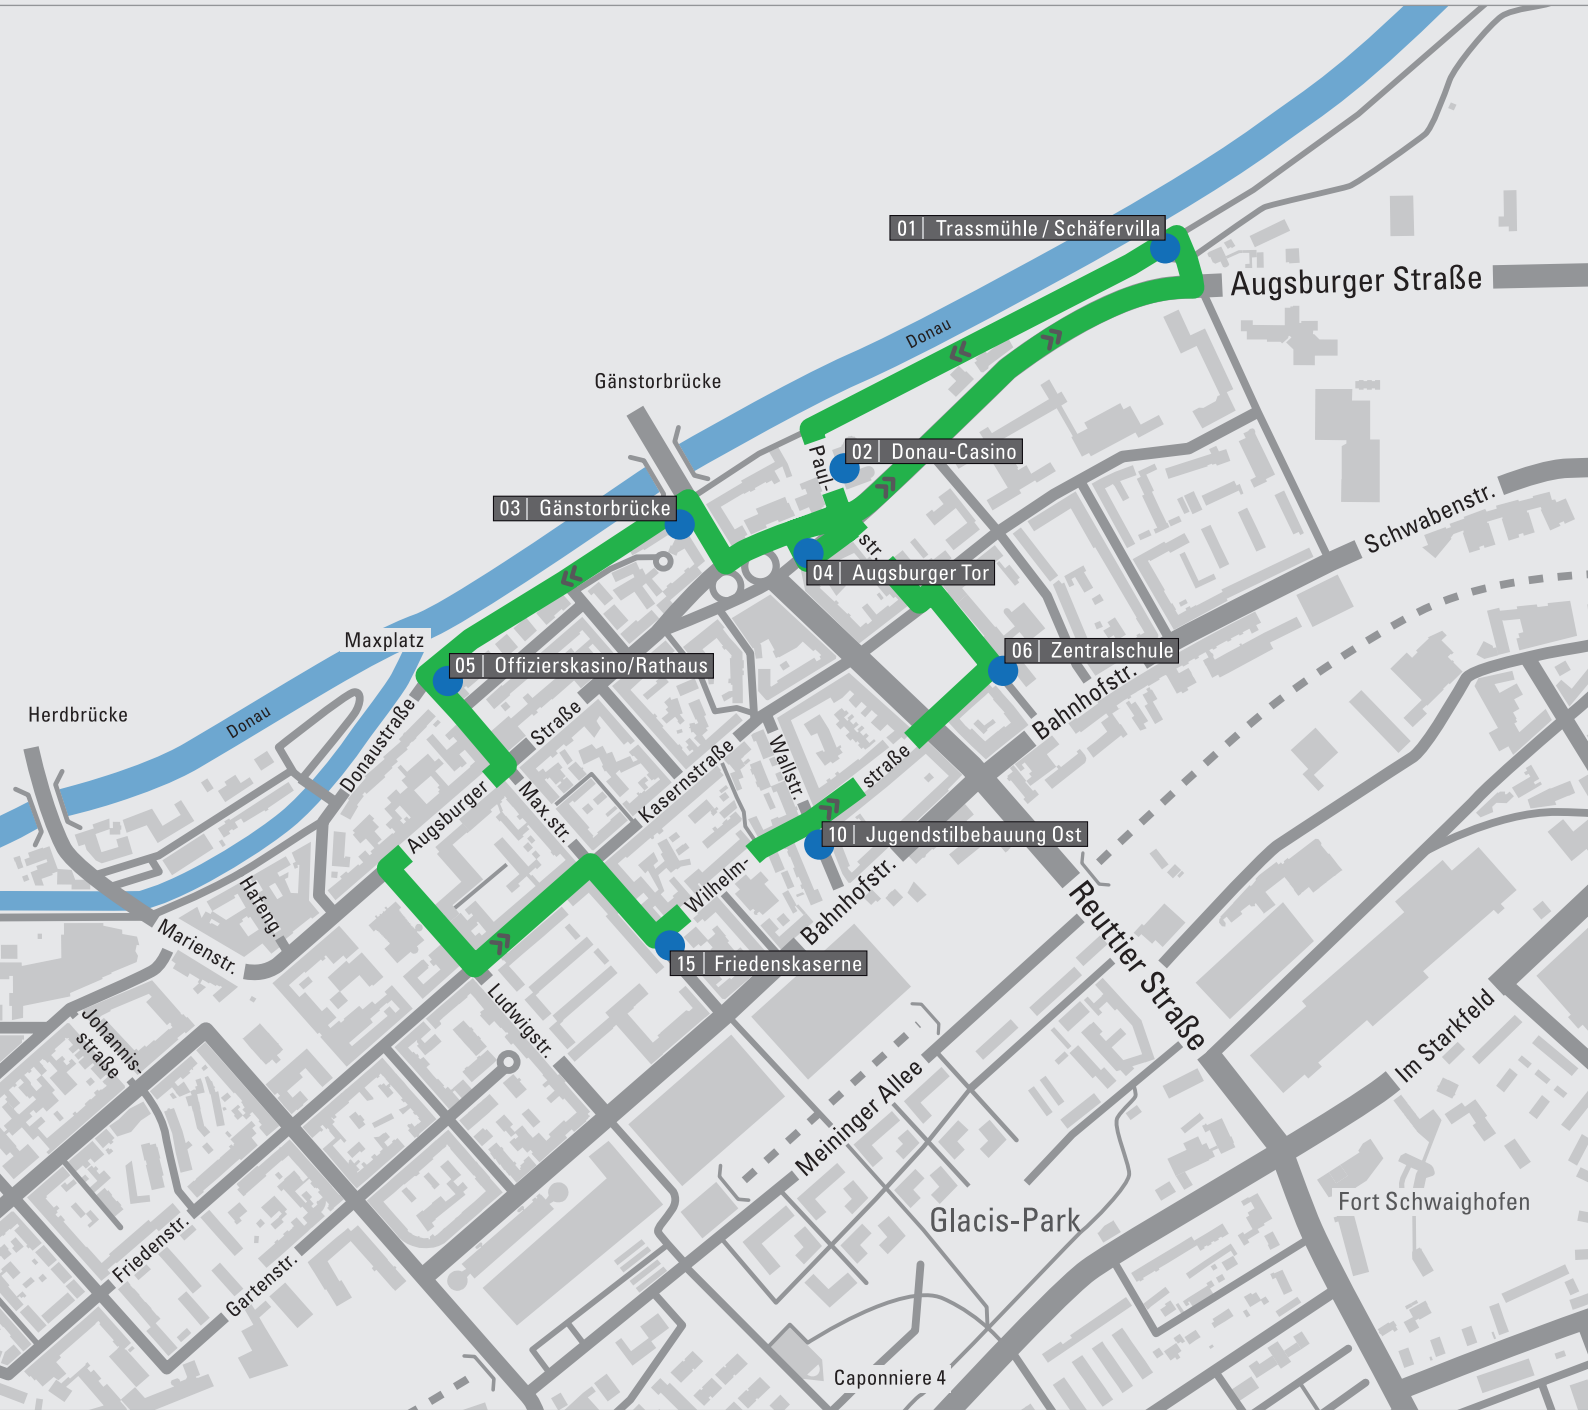 01 | Trassmühle / Schäfervilla
Augsburger Straße
Donau
Gänstorbrücke
02 | Donau-Casino
Paul-
str.
03 | Gänstorbrücke
Schwabenstr.
04 | Augsburger Tor
Maxplatz
05 | Offizierskasino/Rathaus
06 | Zentralschule
Bahnhofstr.
Herdbrücke
Donau
Donaustraße
Augsburger
Straße
Max.str.
Kasernstraße
Wallstr.
Wilhelm-
straße
10 | Jugendstilbebauung Ost
Bahnhofstr.
Hafeng.
Marienstr.
15 | Friedenskaserne
Reuttier Straße
Ludwigstr.
Johannis-
straße
Im Starkfeld
Meininger Allee
Glacis-Park
Fort Schwaighofen
Friedenstr.
Gartenstr.
Caponniere 4